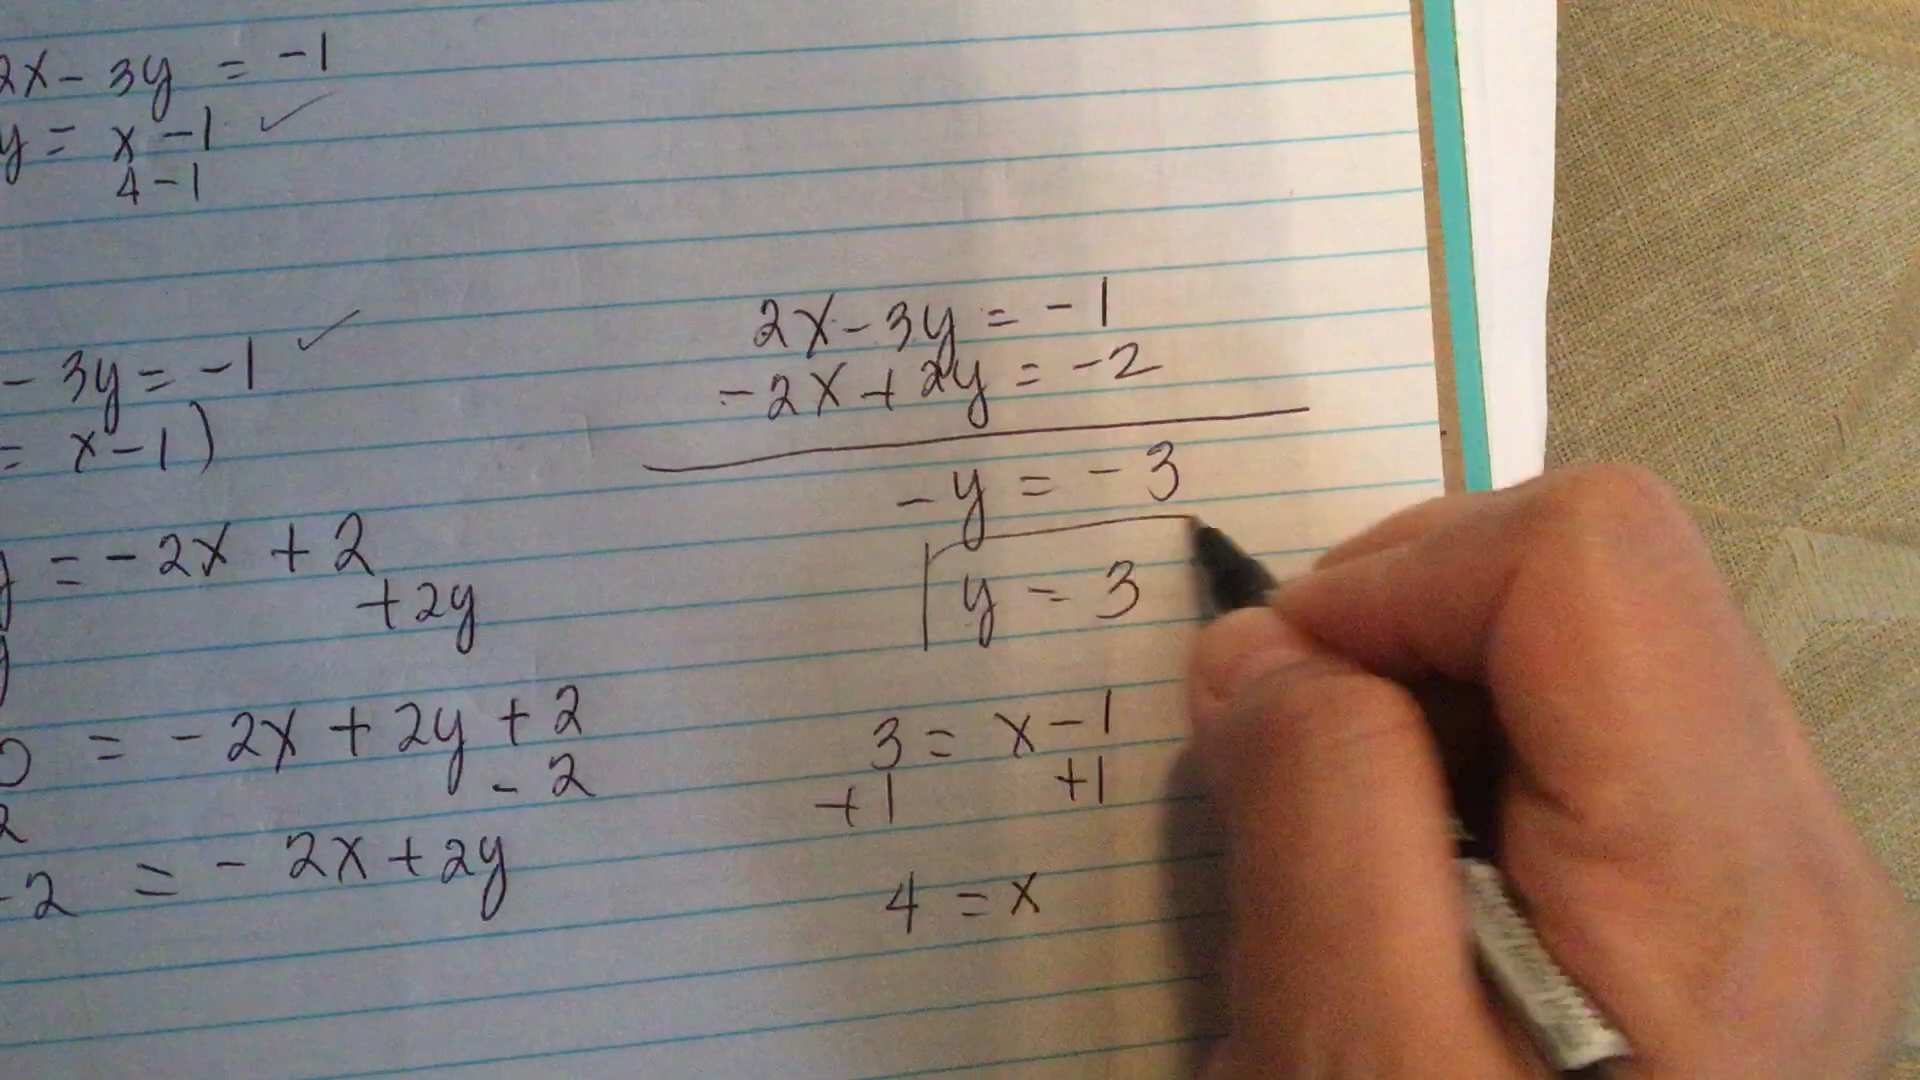 2x - 3y = -1
y = x - 1 ✓
4 - 1
- 3y = -1 ✓
= x - 1)
= -2x + 2
+2y
= -2x + 2y + 2
- 2
-2 = -2x + 2y
2x - 3y = -1
-2x + 2y = -2
-y = -3
y = 3
3 = x - 1
+1 +1
4 = x